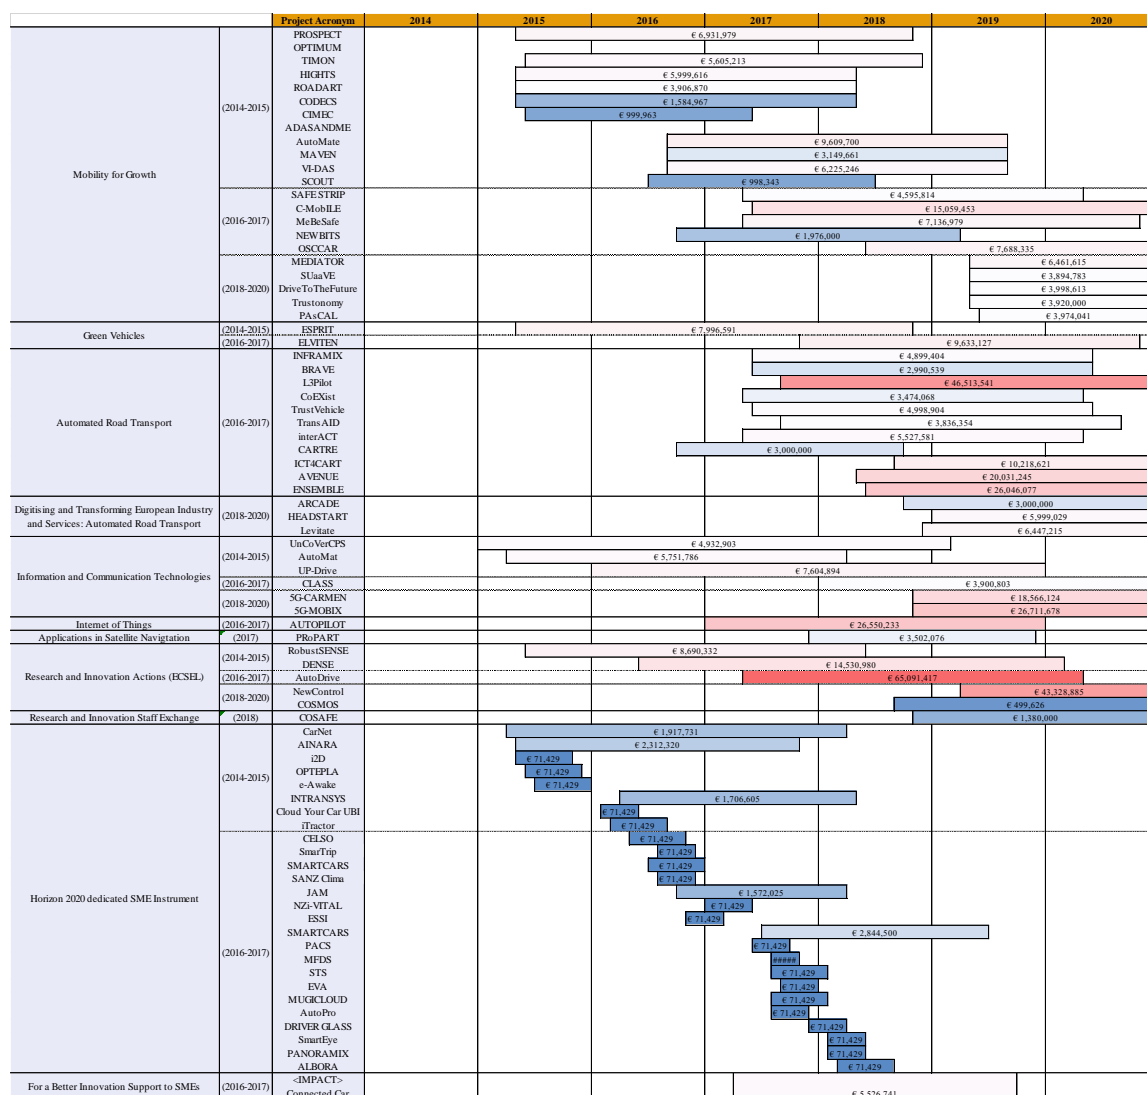 Project Acronym 2014 2015 2016 2017 2018 2019 2020
PROSPECT € 6,931,979
OPTIMUM
TIMON € 5,605,213
HIGHTS € 5,999,616
ROADART € 3,906,870
(2014-2015) CODECS € 1,584,967
CIMEC € 999,963
ADASANDME
AutoMate € 9,609,700
MAVEN € 3,149,661
Mobility for Growth VI-DAS € 6,225,246
SCOUT € 998,343
SAFE STRIP € 4,595,814
C-MobILE € 15,059,453
(2016-2017) MeBeSafe € 7,136,979
NEWBITS € 1,976,000
OSCCAR € 7,688,335
MEDIATOR € 6,461,615
SUaaVE € 3,894,783
(2018-2020) DriveToTheFuture € 3,998,613
Trustonomy € 3,920,000
PAsCAL € 3,974,041
Green Vehicles (2014-2015) ESPRIT € 7,996,591
(2016-2017) ELVITEN € 9,633,127
INFRAMIX € 4,899,404
BRAVE € 2,990,539
L3Pilot € 46,513,541
CoEXist € 3,474,068
TrustVehicle € 4,998,904
Automated Road Transport (2016-2017) TransAID € 3,836,354
interACT € 5,527,581
CARTRE € 3,000,000
ICT4CART € 10,218,621
AVENUE € 20,031,245
ENSEMBLE € 26,046,077
Digitising and Transforming European Industry ARCADE € 3,000,000
and Services: Automated Road Transport (2018-2020) HEADSTART € 5,999,029
Levitate € 6,447,215
UnCoVerCPS € 4,932,903
(2014-2015) AutoMat € 5,751,786
Information and Communication Technologies UP-Drive € 7,604,894
(2016-2017) CLASS € 3,900,803
(2018-2020) 5G-CARMEN € 18,566,124
5G-MOBIX € 26,711,678
Internet of Things (2016-2017) AUTOPILOT € 26,550,233
Applications in Satellite Navigtation (2017) PRoPART € 3,502,076
(2014-2015) RobustSENSE € 8,690,332
DENSE € 14,530,980
Research and Innovation Actions (ECSEL) (2016-2017) AutoDrive € 65,091,417
(2018-2020) NewControl € 43,328,885
COSMOS € 499,626
Research and Innovation Staff Exchange (2018) COSAFE € 1,380,000
CarNet € 1,917,731
AINARA € 2,312,320
i2D € 71,429
(2014-2015) OPTEPLA € 71,429
e-Awake € 71,429
INTRANSYS € 1,706,605
Cloud Your Car UBI € 71,429
iTractor € 71,429
CELSO € 71,429
SmarTrip € 71,429
SMARTCARS € 71,429
SANZ Clima € 71,429
Horizon 2020 dedicated SME Instrument JAM € 1,572,025
NZi-VITAL € 71,429
ESSI € 71,429
SMARTCARS € 2,844,500
(2016-2017) PACS € 71,429
MFDS #####
STS € 71,429
EVA € 71,429
MUGICLOUD € 71,429
AutoPro € 71,429
DRIVER GLASS € 71,429
SmartEye € 71,429
PANORAMIX € 71,429
ALBORA € 71,429
For a Better Innovation Support to SMEs (2016-2017) <IMPACT>
Connected Car € 5,526,741